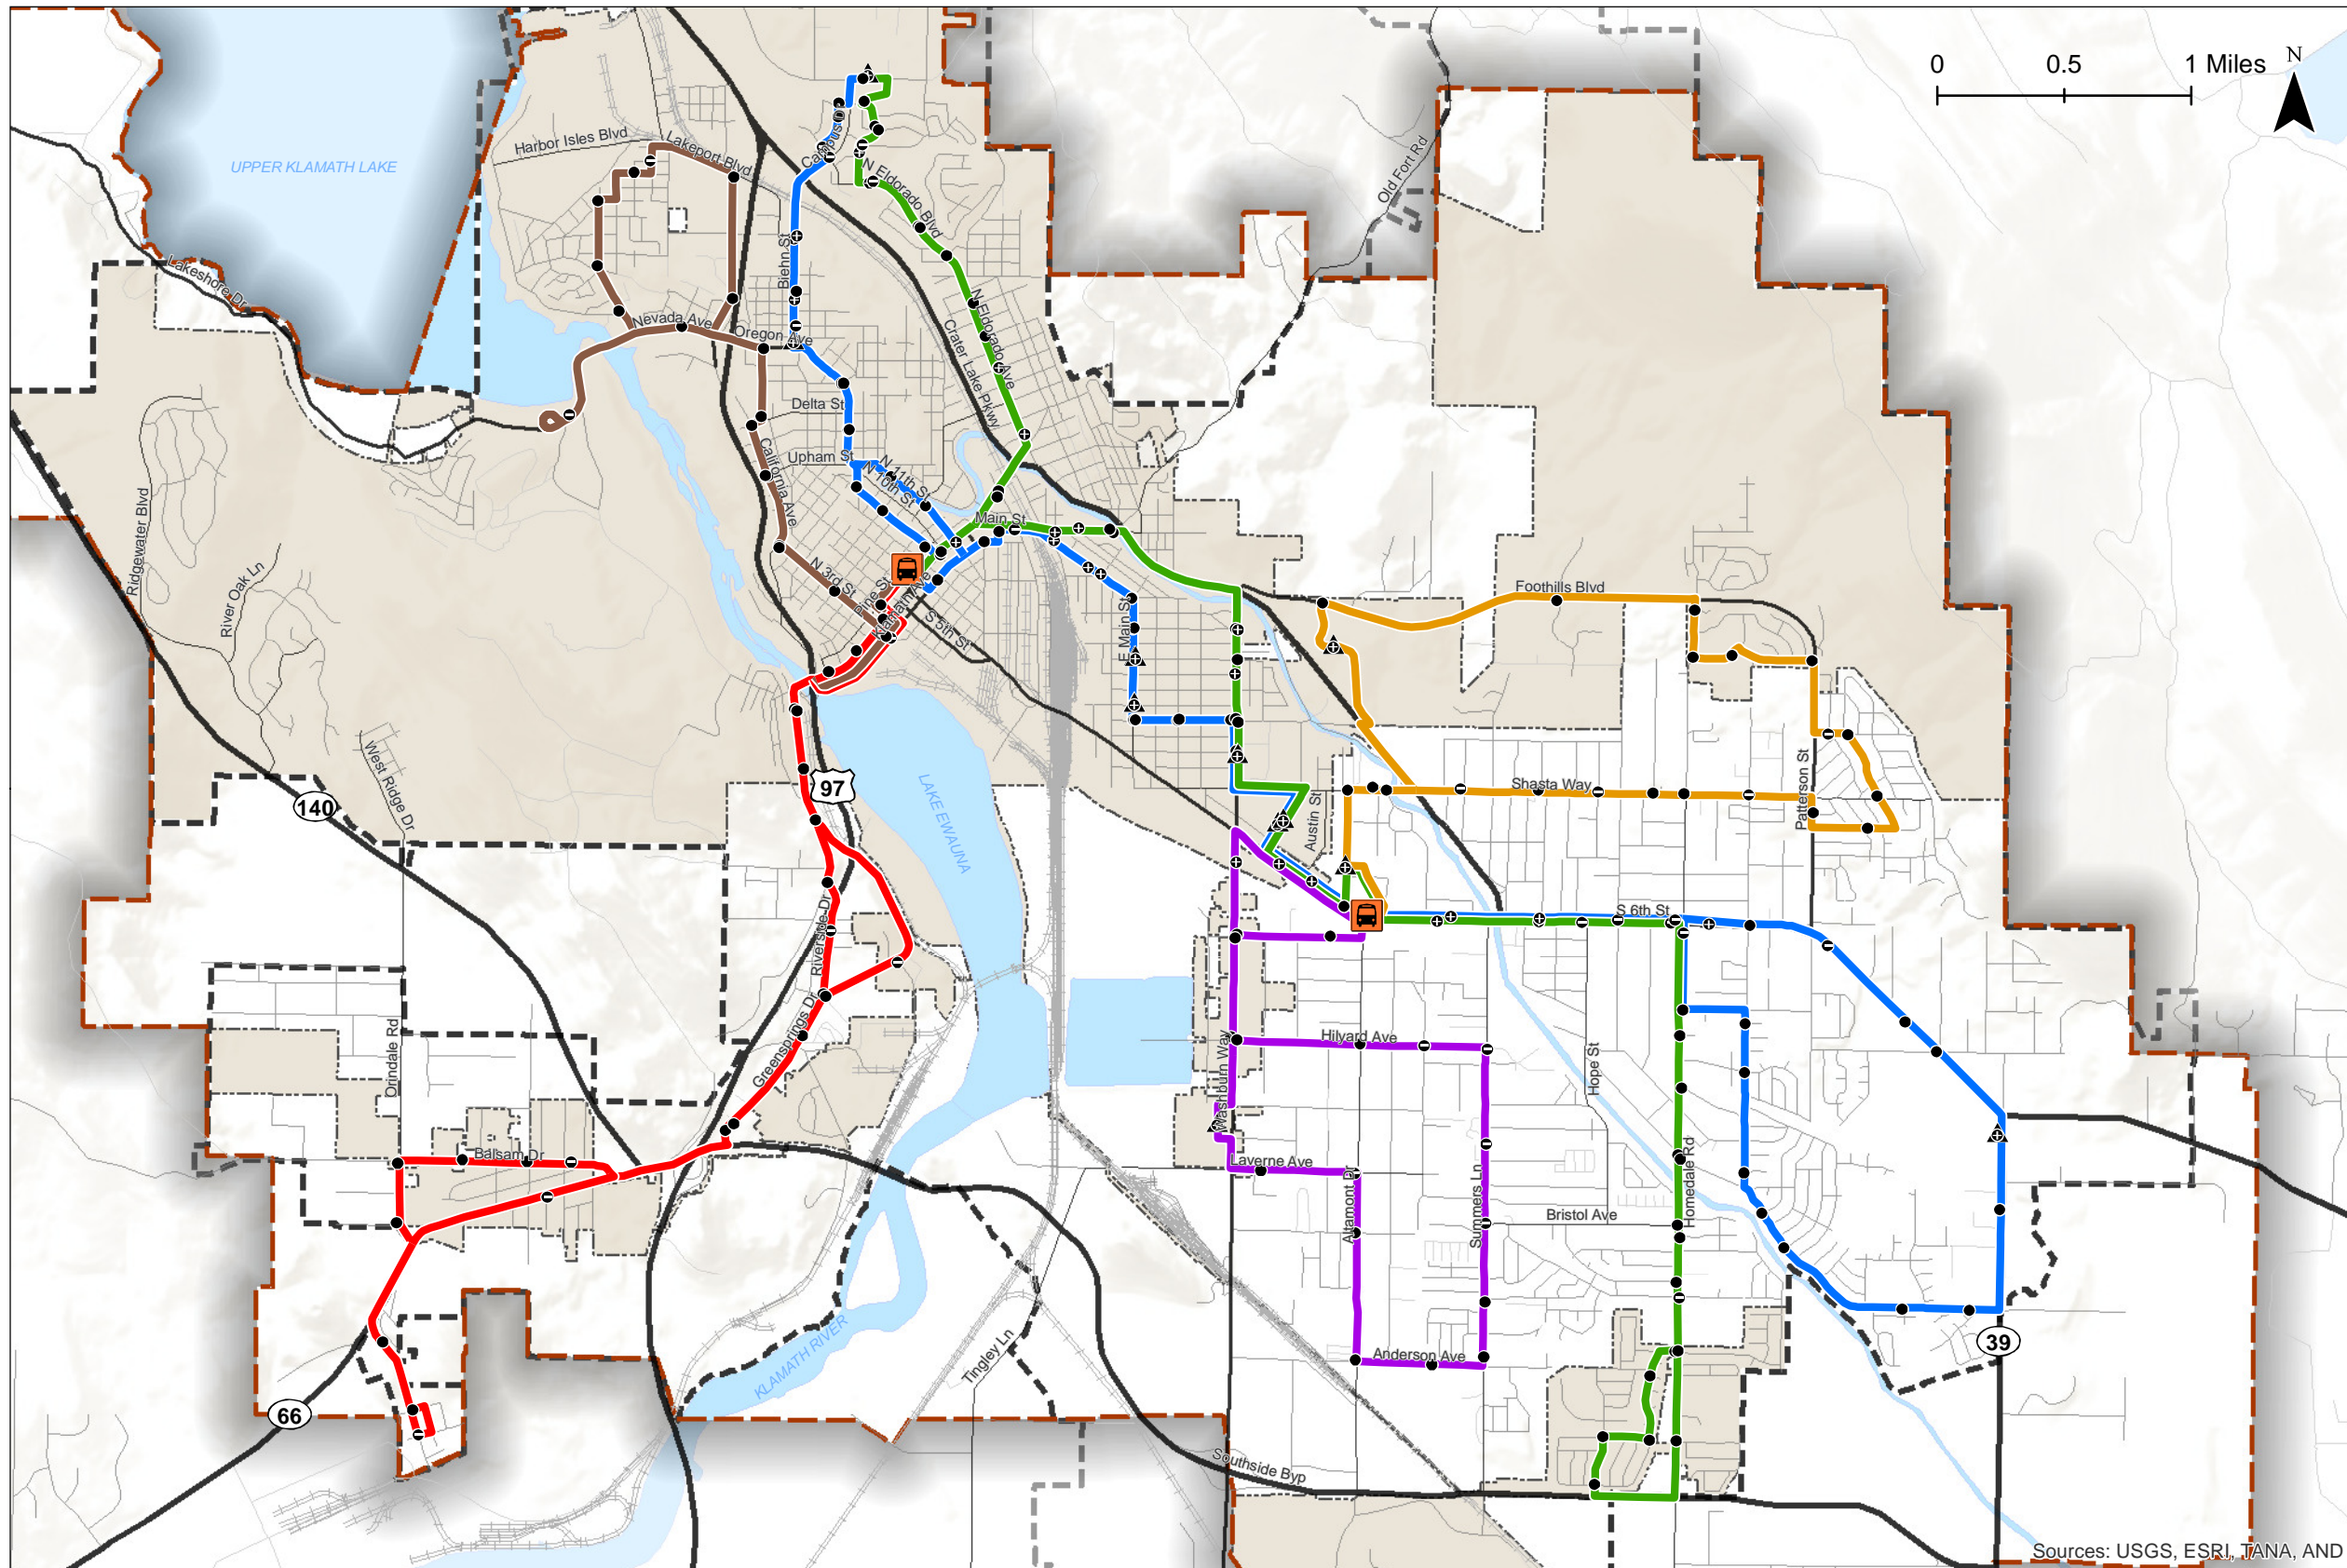 0 0.5 1 Miles
N
UPPER KLAMATH LAKE
Harbor Isles Blvd
Lakeport Blvd
Campus D
N Eldorado Blvd
Old Fort Rd
Biehn St
Lakeshore Dr
Nevada Ave
Oregon Ave
N Eldorado Ave
Crater Lake Pkwy
Delta St
California Ave
Upham St
N 11th St
N 10th St
Main St
Ridgewater Blvd
River Oak Ln
N 3rd St
Pine St
Klamath Ave
S 5th St
E Main St
Foothills Blvd
West Ridge Dr
140
97
LAKE EWAUNA
Austin St
Shasta Way
Patterson St
S 6th St
Riverside Dr
Greensprings Dr
Orindale Rd
Balsam Dr
Washburn Way
Hilyard Ave
Hope St
Laverne Ave
Altamont Dr
Summers Ln
Homedale Rd
Bristol Ave
Anderson Ave
KLAMATH RIVER
Tingley Ln
39
66
Southside Byp
Sources: USGS, ESRI, TANA, AND